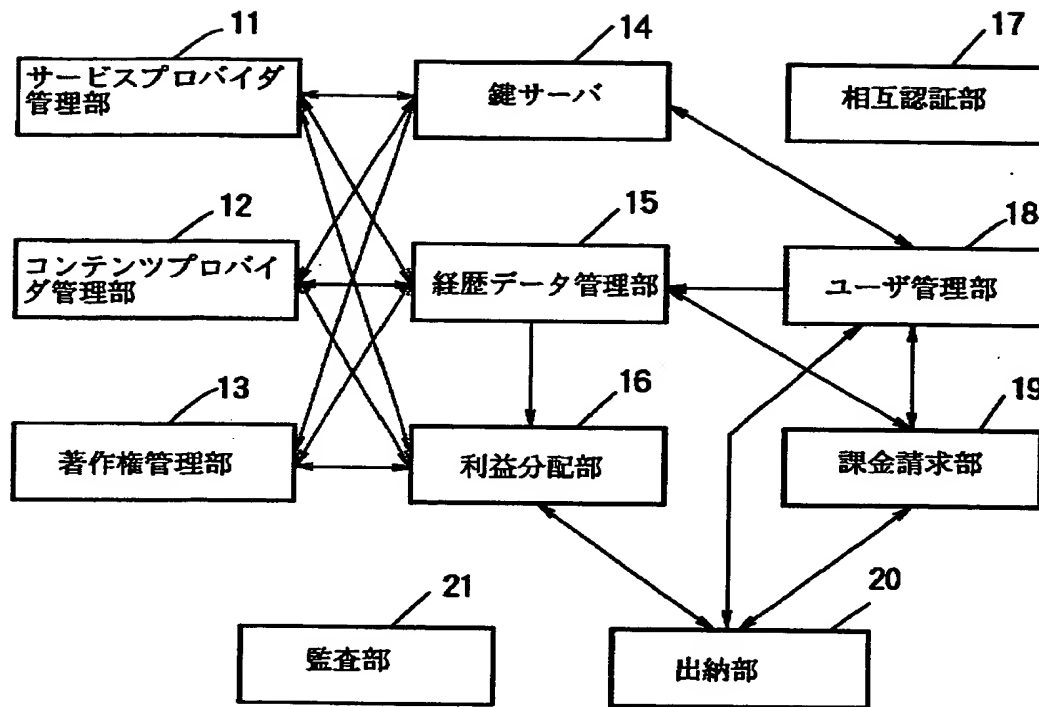 11
サービスプロバイダ
管理部
14
鍵サーバ
17
相互認証部
12
コンテンツプロバイ
ダ管理部
15
経歴データ管理部
18
ユーザ管理部
13
著作権管理部
16
利益分配部
19
課金請求部
21
監査部
20
出納部